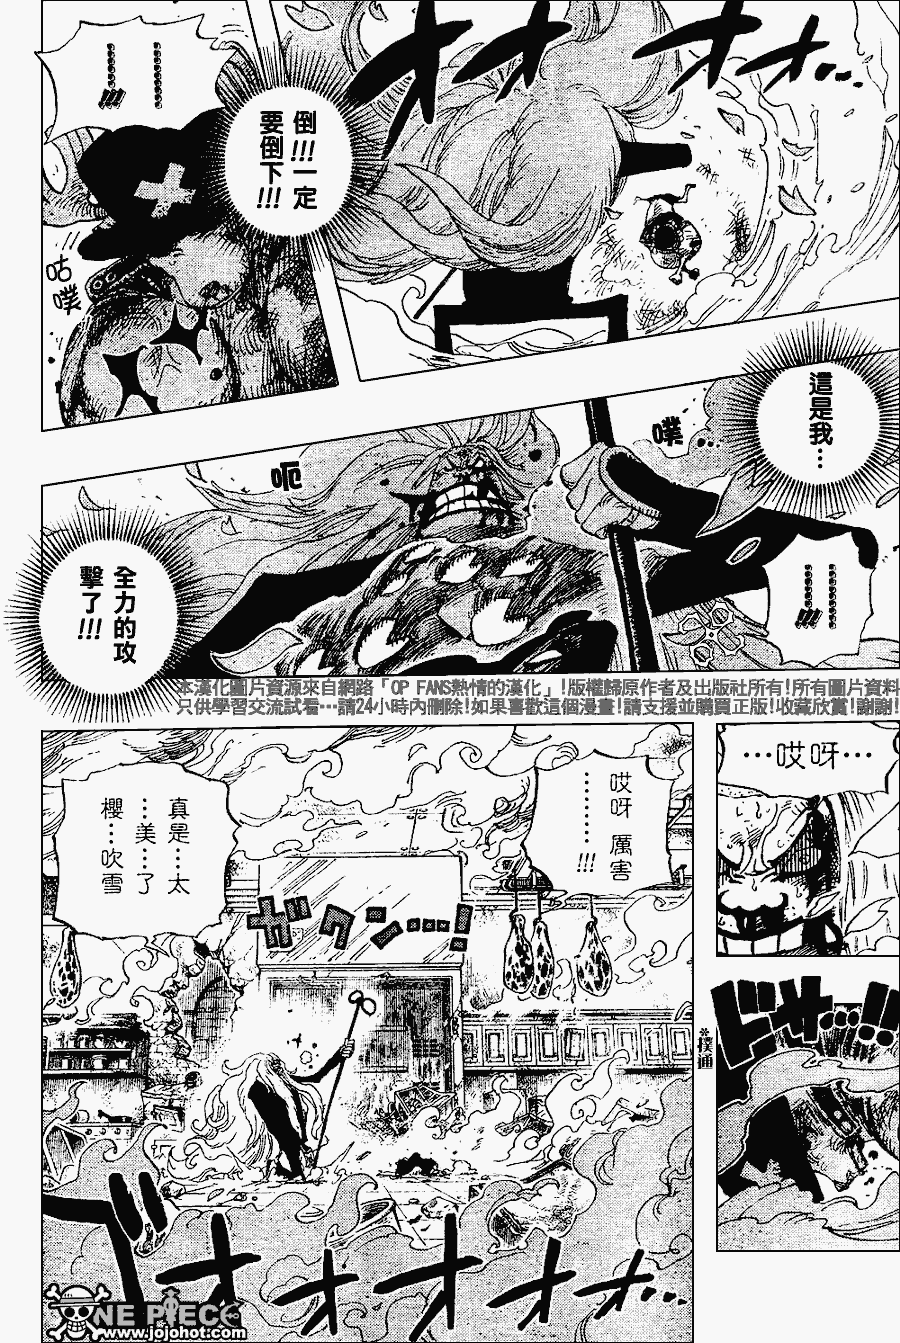 オオオ
倒!!!一定
要倒下!!!
………!!!
咕
噗
這是我…
噗…
呃
………!!!
全力的攻
擊了!!!
本漢化圖片資源來自網路「OP FANS熱情的漢化」!版權歸原作者及出版社所有!所有圖片資料
只供學習交流試看…請24小時內刪除!如果喜歡這個漫畫!請支援並購買正版!收藏欣賞!謝謝!
…哎呀…
ドサ…!!
※撲通
哎呀 厲害
………!!!
真是…太
…美…了
櫻…吹雪
ガクン…!
オオオオ
ONE PIECE
www.jojohot.com